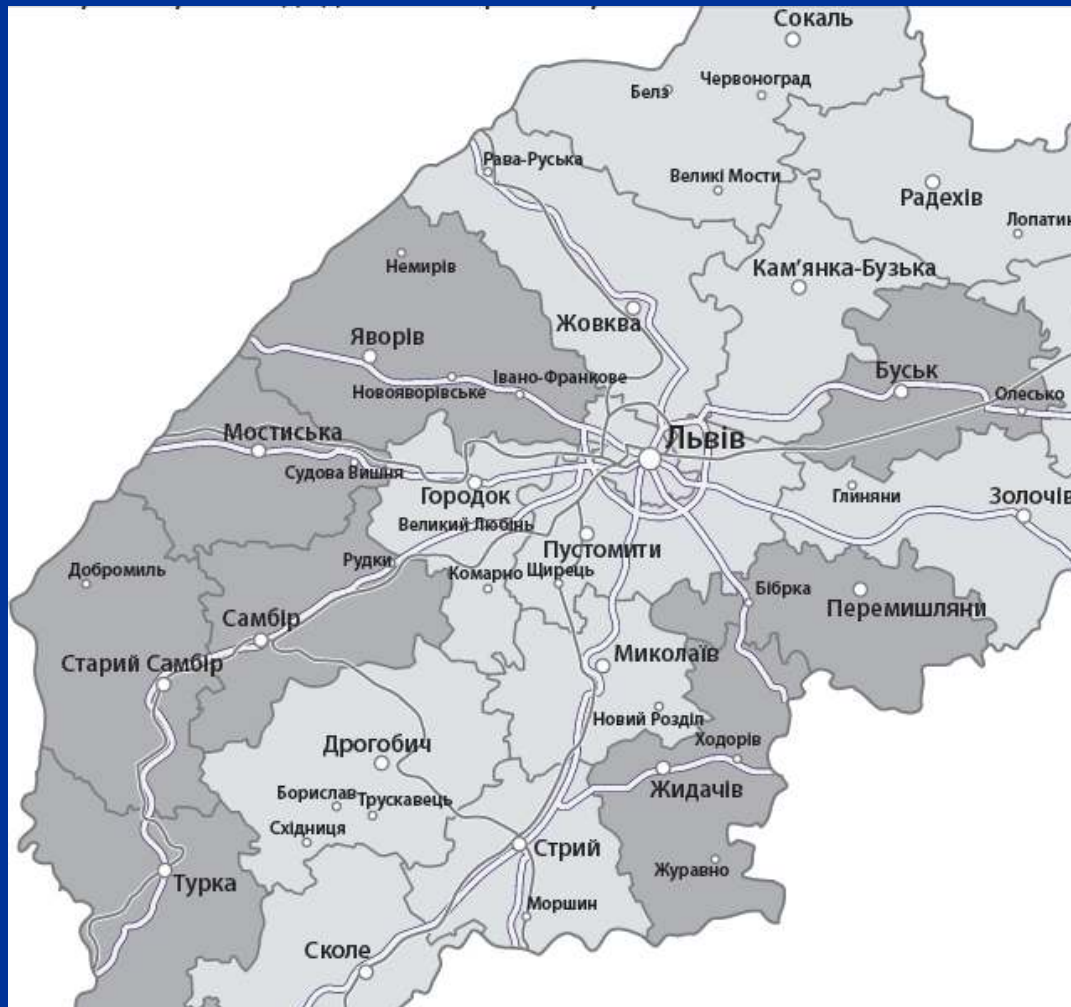 Сокаль
Червоноград
Белз
Рава-Руська
Великі Мости
Радехів
Лопатин
Немирів
Кам’янка-Бузька
Жовква
Яворів
Буськ
Новояворівське
Івано-Франкове
Олесько
Мостиська
Львів
Судова Вишня
Городок
Глиняни
Золочів
Великий Любінь
Пустомити
Рудки
Добромиль
Комарно
Щирець
Бібрка
Перемишляни
Самбір
Старий Самбір
Миколаїв
Новий Розділ
Ходорів
Дрогобич
Жидачів
Борислав
Трускавець
Східниця
Стрий
Журавно
Турка
Моршин
Сколе